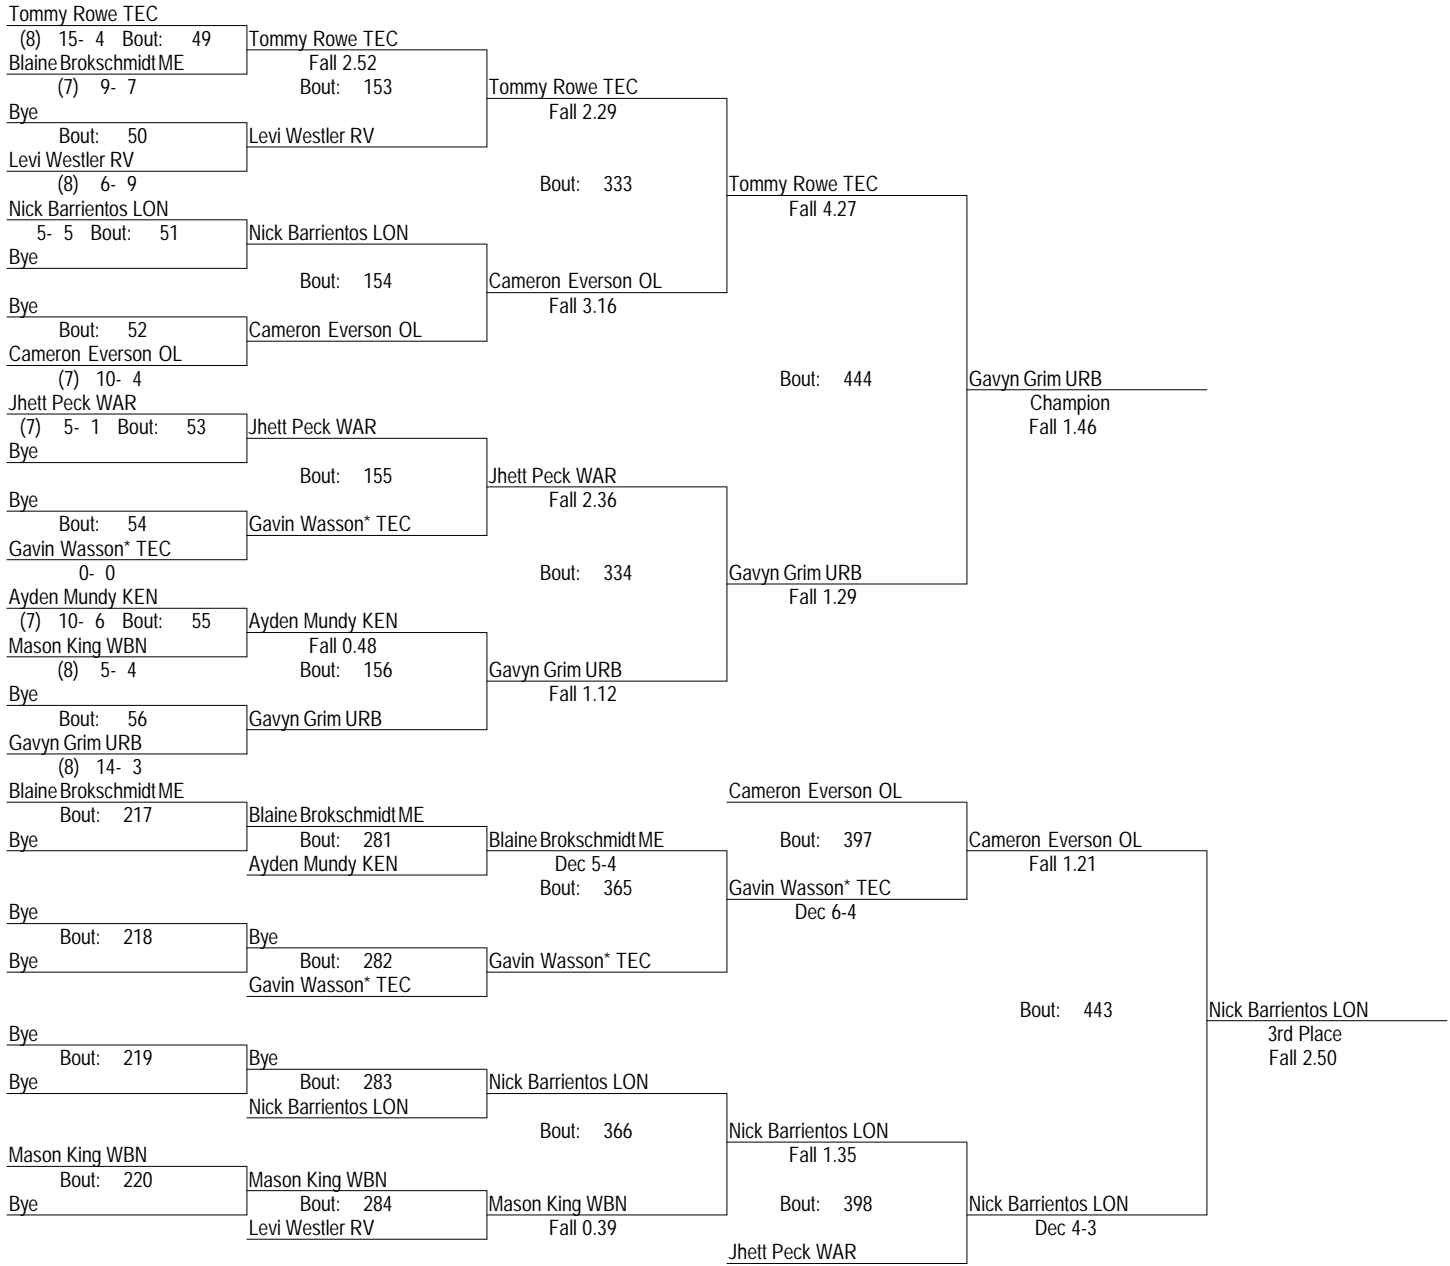 Tommy Rowe TEC
(8) 15- 4 Bout: 49
Tommy Rowe TEC
Blaine Brokschmidt ME
Fall 2.52
(7) 9- 7
Bout: 153
Tommy Rowe TEC
Bye
Fall 2.29
Bout: 50
Levi Westler RV
Levi Westler RV
(8) 6- 9
Bout: 333
Tommy Rowe TEC
Nick Barrientos LON
Fall 4.27
5- 5 Bout: 51
Nick Barrientos LON
Bye
Bout: 154
Cameron Everson OL
Bye
Fall 3.16
Bout: 52
Cameron Everson OL
Cameron Everson OL
(7) 10- 4
Bout: 444
Gavyn Grim URB
Jhett Peck WAR
Champion
(7) 5- 1 Bout: 53
Jhett Peck WAR
Fall 1.46
Bye
Bout: 155
Jhett Peck WAR
Bye
Fall 2.36
Bout: 54
Gavin Wasson* TEC
Gavin Wasson* TEC
0- 0
Bout: 334
Gavyn Grim URB
Ayden Mundy KEN
Fall 1.29
(7) 10- 6 Bout: 55
Ayden Mundy KEN
Mason King WBN
Fall 0.48
(8) 5- 4
Bout: 156
Gavyn Grim URB
Bye
Fall 1.12
Bout: 56
Gavyn Grim URB
Gavyn Grim URB
(8) 14- 3
Blaine Brokschmidt ME
Cameron Everson OL
Bout: 217
Blaine Brokschmidt ME
Bye
Bout: 281
Blaine Brokschmidt ME
Bout: 397
Cameron Everson OL
Ayden Mundy KEN
Dec 5-4
Fall 1.21
Bout: 365
Gavin Wasson* TEC
Bye
Dec 6-4
Bout: 218
Bye
Bye
Bout: 282
Gavin Wasson* TEC
Gavin Wasson* TEC
Bout: 443
Nick Barrientos LON
Bye
3rd Place
Bout: 219
Bye
Fall 2.50
Bye
Bout: 283
Nick Barrientos LON
Nick Barrientos LON
Bout: 366
Nick Barrientos LON
Mason King WBN
Fall 1.35
Bout: 220
Mason King WBN
Bye
Bout: 284
Mason King WBN
Bout: 398
Nick Barrientos LON
Levi Westler RV
Fall 0.39
Dec 4-3
Jhett Peck WAR